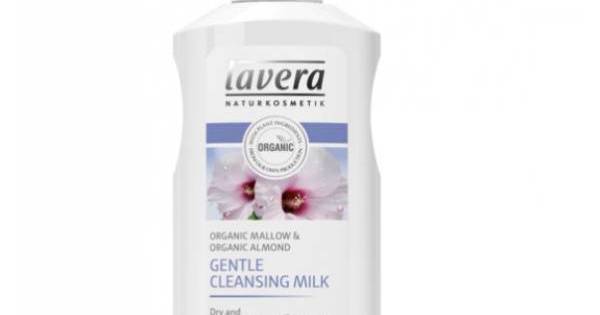 lavera
NATURKOSMETIK
ORGANIC
ORGANIC MALLOW &
ORGANIC ALMOND
GENTLE
CLEANSING MILK
Dry and